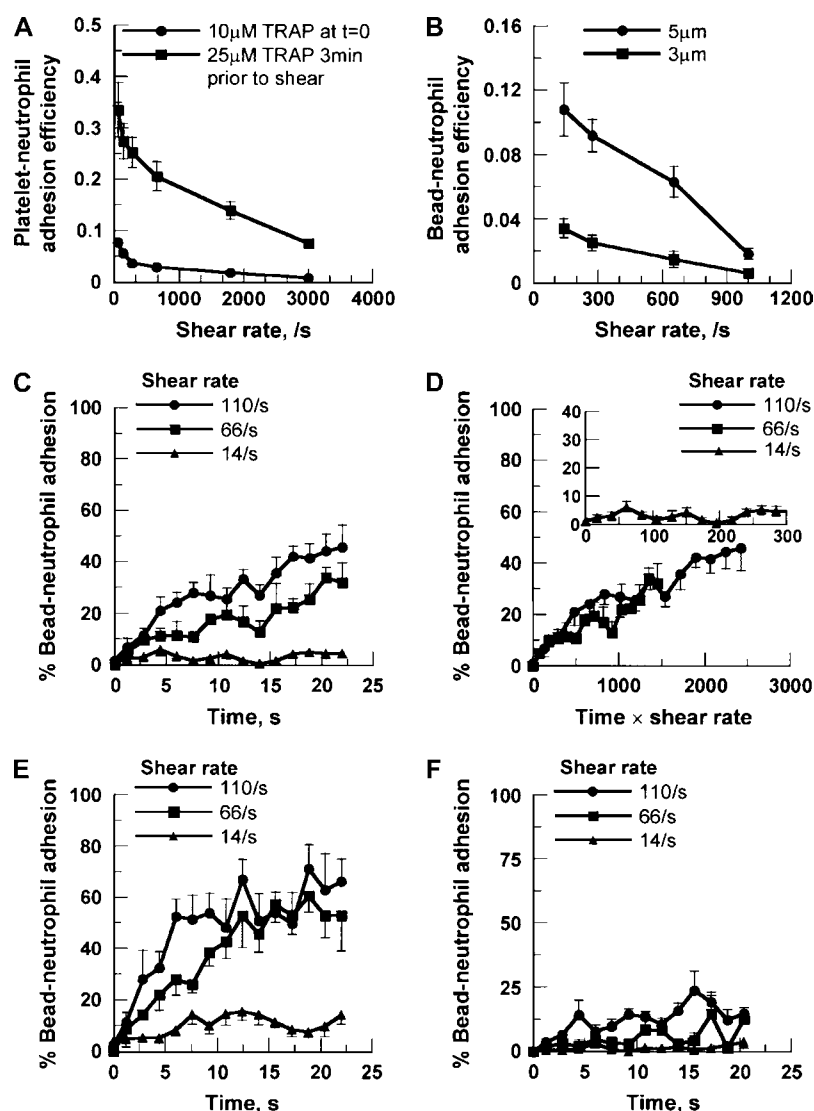 A
10μM TRAP at t=0
25μM TRAP 3min
prior to shear
Platelet-neutrophil
adhesion efficiency
0.5
0.4
0.3
0.2
0.1
0
0 1000 2000 3000 4000
Shear rate, /s
B
5μm
3μm
Bead-neutrophil
adhesion efficiency
0.16
0.12
0.08
0.04
0
0 300 600 900 1200
Shear rate, /s
C
Shear rate
110/s
66/s
14/s
% Bead-neutrophil adhesion
100
80
60
40
20
0
0 5 10 15 20 25
Time, s
D
Shear rate
110/s
66/s
14/s
% Bead-neutrophil adhesion
100
80
60
40
20
0
40
30
20
10
0
0 100 200 300
0 1000 2000 3000
Time × shear rate
E
Shear rate
110/s
66/s
14/s
% Bead-neutrophil adhesion
100
80
60
40
20
0
0 5 10 15 20 25
Time, s
F
Shear rate
110/s
66/s
14/s
% Bead-neutrophil adhesion
100
75
50
25
0
0 5 10 15 20 25
Time, s